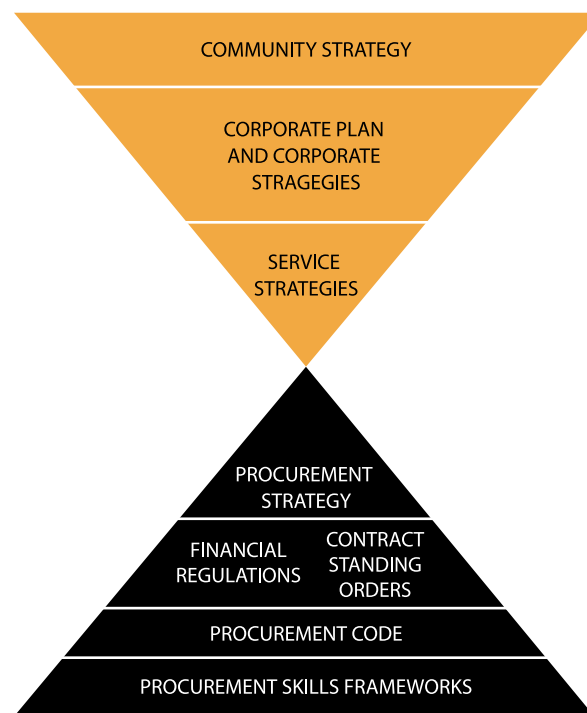 COMMUNITY STRATEGY
CORPORATE PLAN
AND CORPORATE
STRAGEGIES
SERVICE
STRATEGIES
PROCUREMENT
STRATEGY
FINANCIAL
REGULATIONS
CONTRACT
STANDING
ORDERS
PROCUREMENT CODE
PROCUREMENT SKILLS FRAMEWORKS